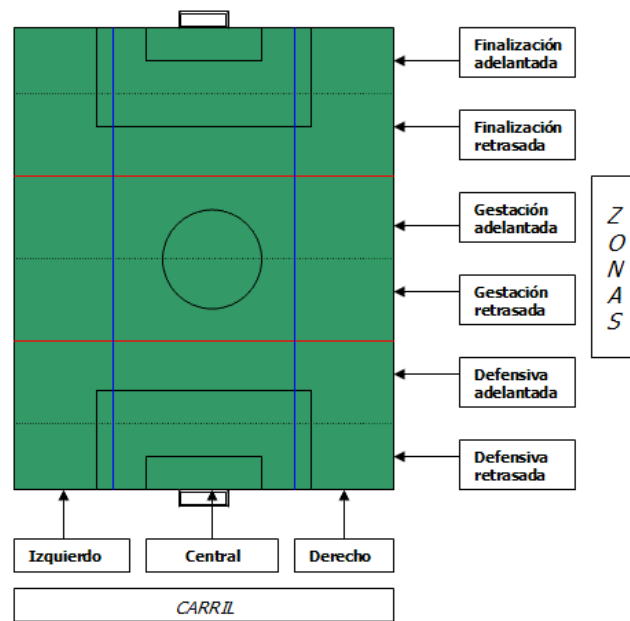 Finalización
adelantada
Finalización
retrasada
Gestación
adelantada
Gestación
retrasada
Defensiva
adelantada
Defensiva
retrasada
Z
O
N
A
S
Izquierdo
Central
Derecho
CARRIL